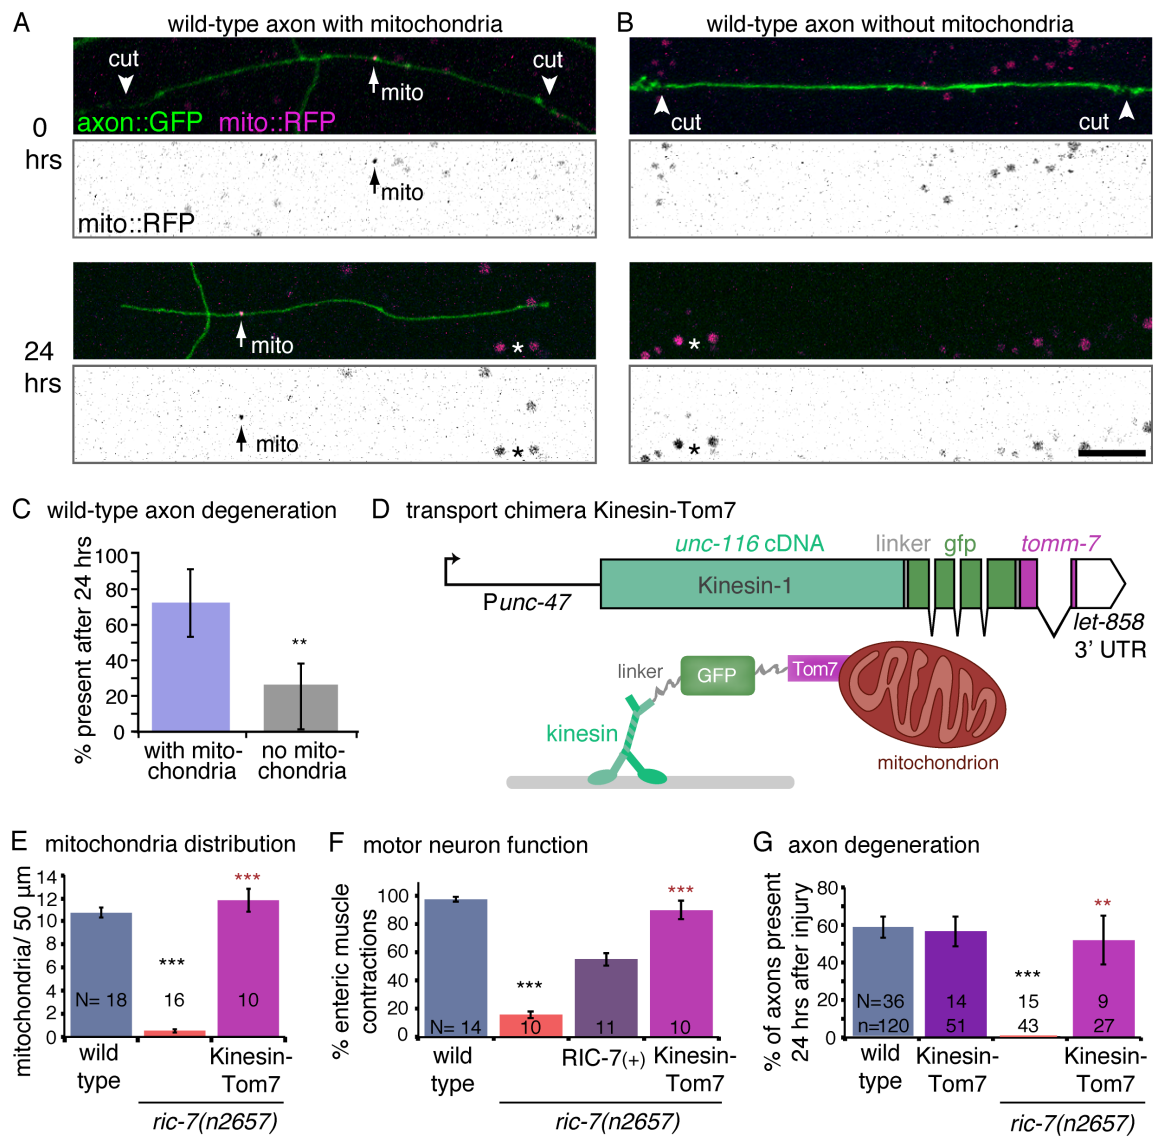 A wild-type axon with mitochondria
cut
cut
mito
axon::GFP mito::RFP
0
hrs
mito
mito::RFP
mito
*
24
hrs
mito
*
B wild-type axon without mitochondria
cut
cut
*
*
C wild-type axon degeneration
% present after 24 hrs
100
80
60
40
20
0
**
with mito-
chondria
no mito-
chondria
D transport chimera Kinesin-Tom7
unc-116 cDNA
linker
gfp
tomm-7
Kinesin-1
Punc-47
let-858
3' UTR
linker
GFP
Tom7
kinesin
mitochondrion
E mitochondria distribution
mitochondria/ 50 µm
14
12
10
8
6
4
2
0
***
***
N= 18
16
10
wild
type
Kinesin-
Tom7
ric-7(n2657)
F motor neuron function
% enteric muscle
contractions
100
80
60
40
20
0
***
***
N= 14
10
11
10
wild
type
RIC-7(+)
Kinesin-
Tom7
ric-7(n2657)
G axon degeneration
% of axons present
24 hrs after injury
80
60
40
20
0
***
**
N=36
14
15
9
n=120
51
43
27
wild
type
Kinesin-
Tom7
Kinesin-
Tom7
ric-7(n2657)